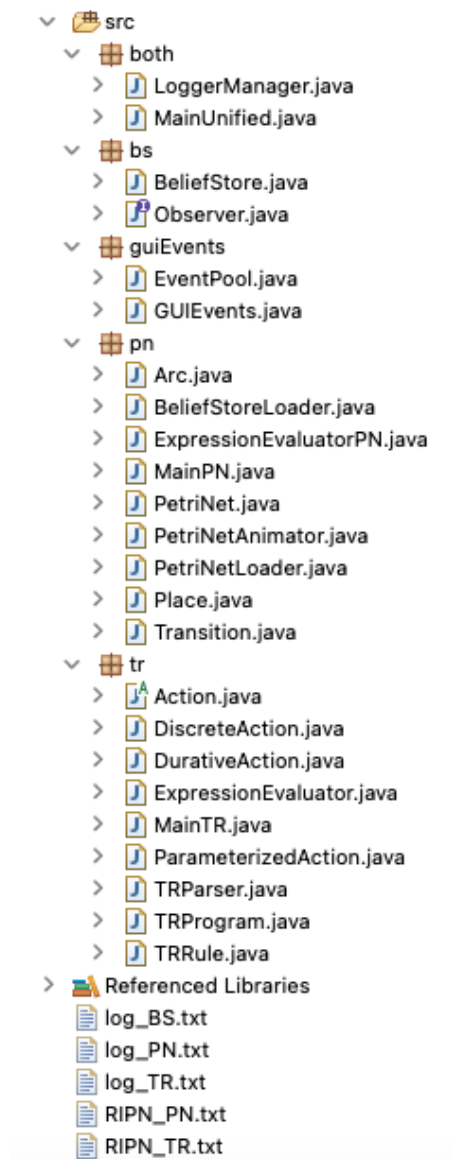 src
both
LoggerManager.java
MainUnified.java
bs
BeliefStore.java
Observer.java
guiEvents
EventPool.java
GUIEvents.java
pn
Arc.java
BeliefStoreLoader.java
ExpressionEvaluatorPN.java
MainPN.java
PetriNet.java
PetriNetAnimator.java
PetriNetLoader.java
Place.java
Transition.java
tr
Action.java
DiscreteAction.java
DurativeAction.java
ExpressionEvaluator.java
MainTR.java
ParameterizedAction.java
TRParser.java
TRProgram.java
TRRule.java
Referenced Libraries
log_BS.txt
log_PN.txt
log_TR.txt
RIPN_PN.txt
RIPN_TR.txt